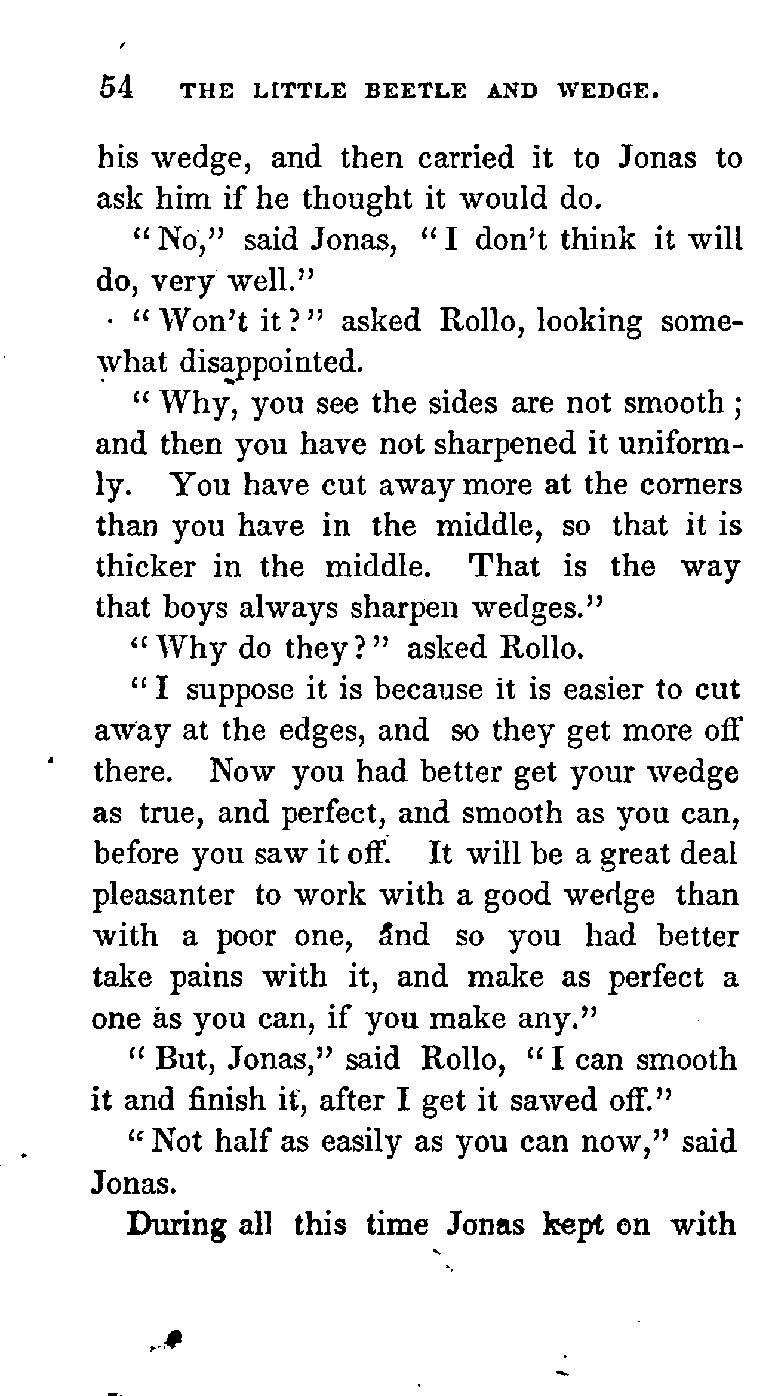 54 THE LITTLE BEETLE AND WEDGE.
his wedge, and then carried it to Jonas to
ask him if he thought it would do.
"No," said Jonas, "I don't think it will
do, very well."
"Won't it?" asked Rollo, looking some-
what disappointed.
"Why, you see the sides are not smooth;
and then you have not sharpened it uniform-
ly. You have cut away more at the corners
than you have in the middle, so that it is
thicker in the middle. That is the way
that boys always sharpen wedges."
"Why do they?" asked Rollo.
"I suppose it is because it is easier to cut
away at the edges, and so they get more off
there. Now you had better get your wedge
as true, and perfect, and smooth as you can,
before you saw it off. It will be a great deal
pleasanter to work with a good wedge than
with a poor one, and so you had better
take pains with it, and make as perfect a
one as you can, if you make any."
"But, Jonas," said Rollo, "I can smooth
it and finish it, after I get it sawed off."
"Not half as easily as you can now," said
Jonas.
During all this time Jonas kept on with